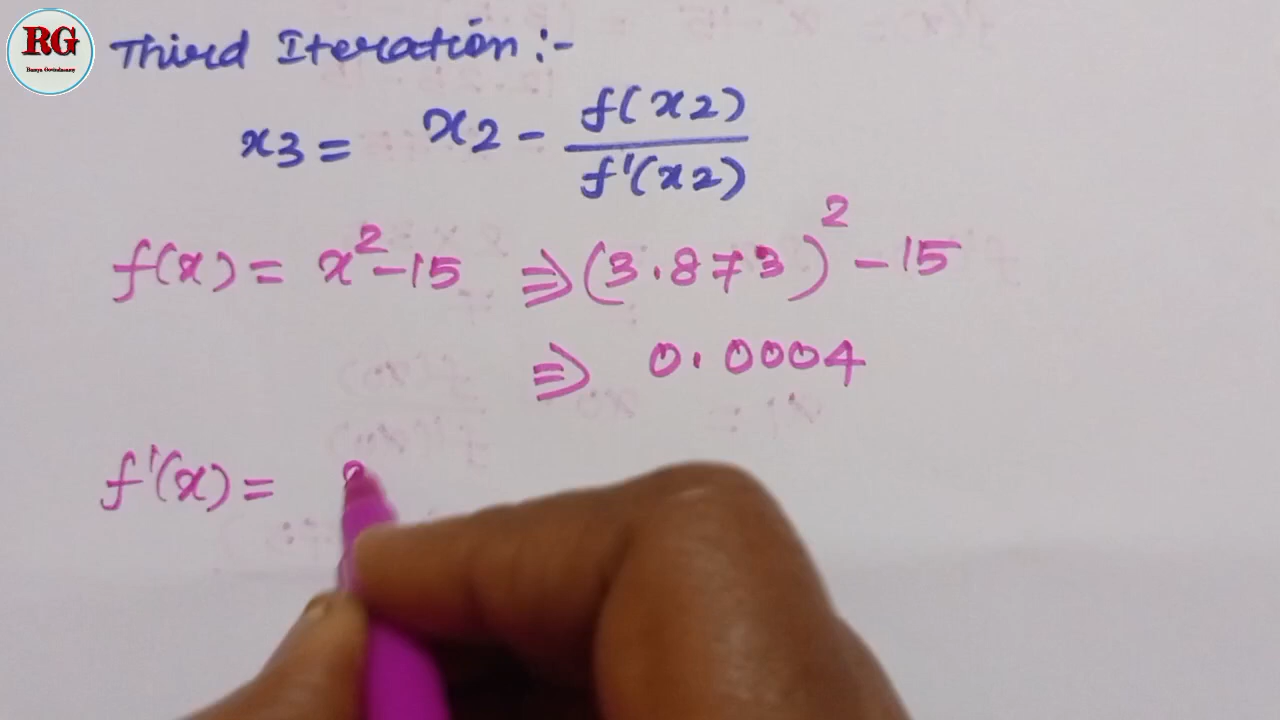 RG
Third Iteration :-
x3 = x2 - f(x2) / f'(x2)
f(x) = x² - 15 ⇒ (3.873)² - 15
⇒ 0.0004
f'(x) =